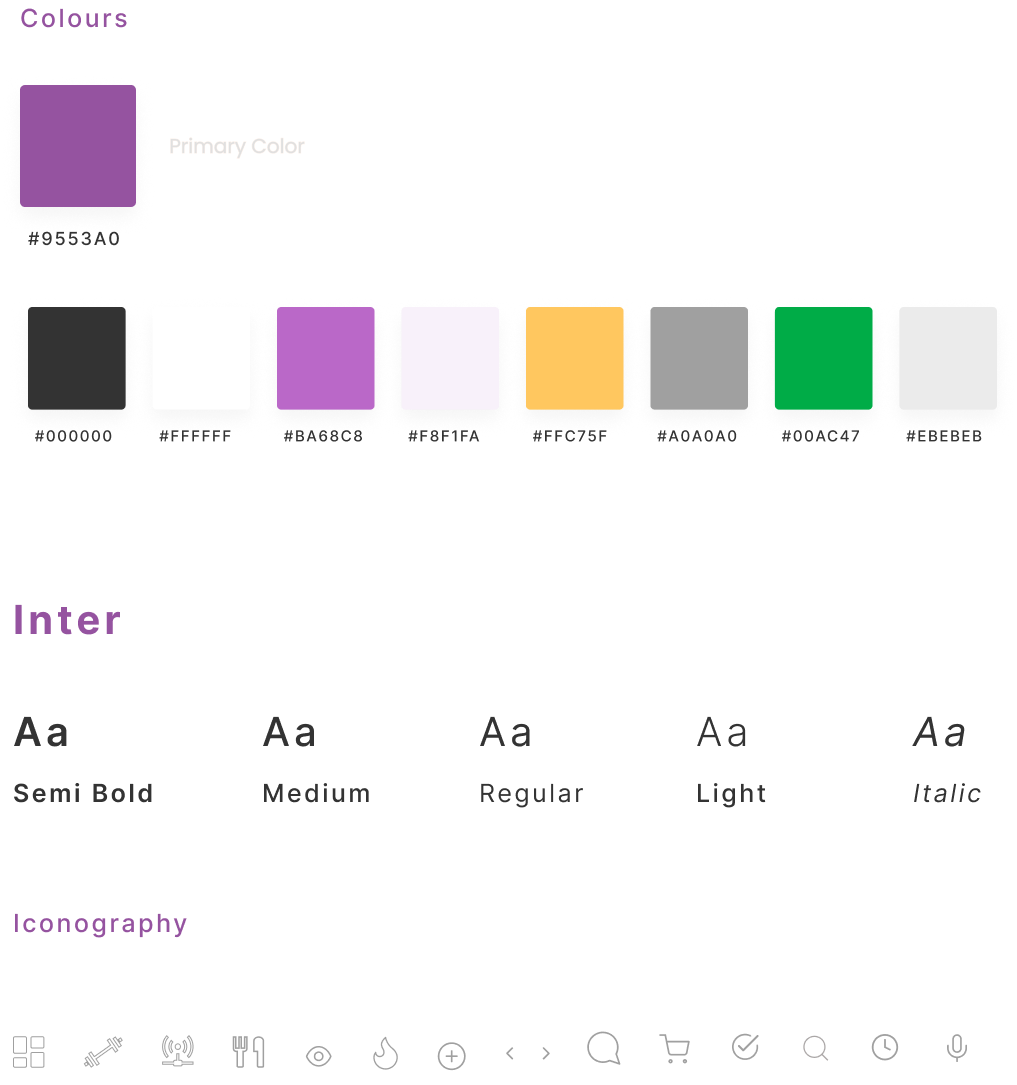 Colours
Primary Color
#9553A0
#000000 #FFFFFF #BA68C8 #F8F1FA #FFC75F #A0A0A0 #00AC47 #EBEBEB
Inter
Aa Aa Aa Aa Aa
Semi Bold Medium Regular Light Italic
Iconography